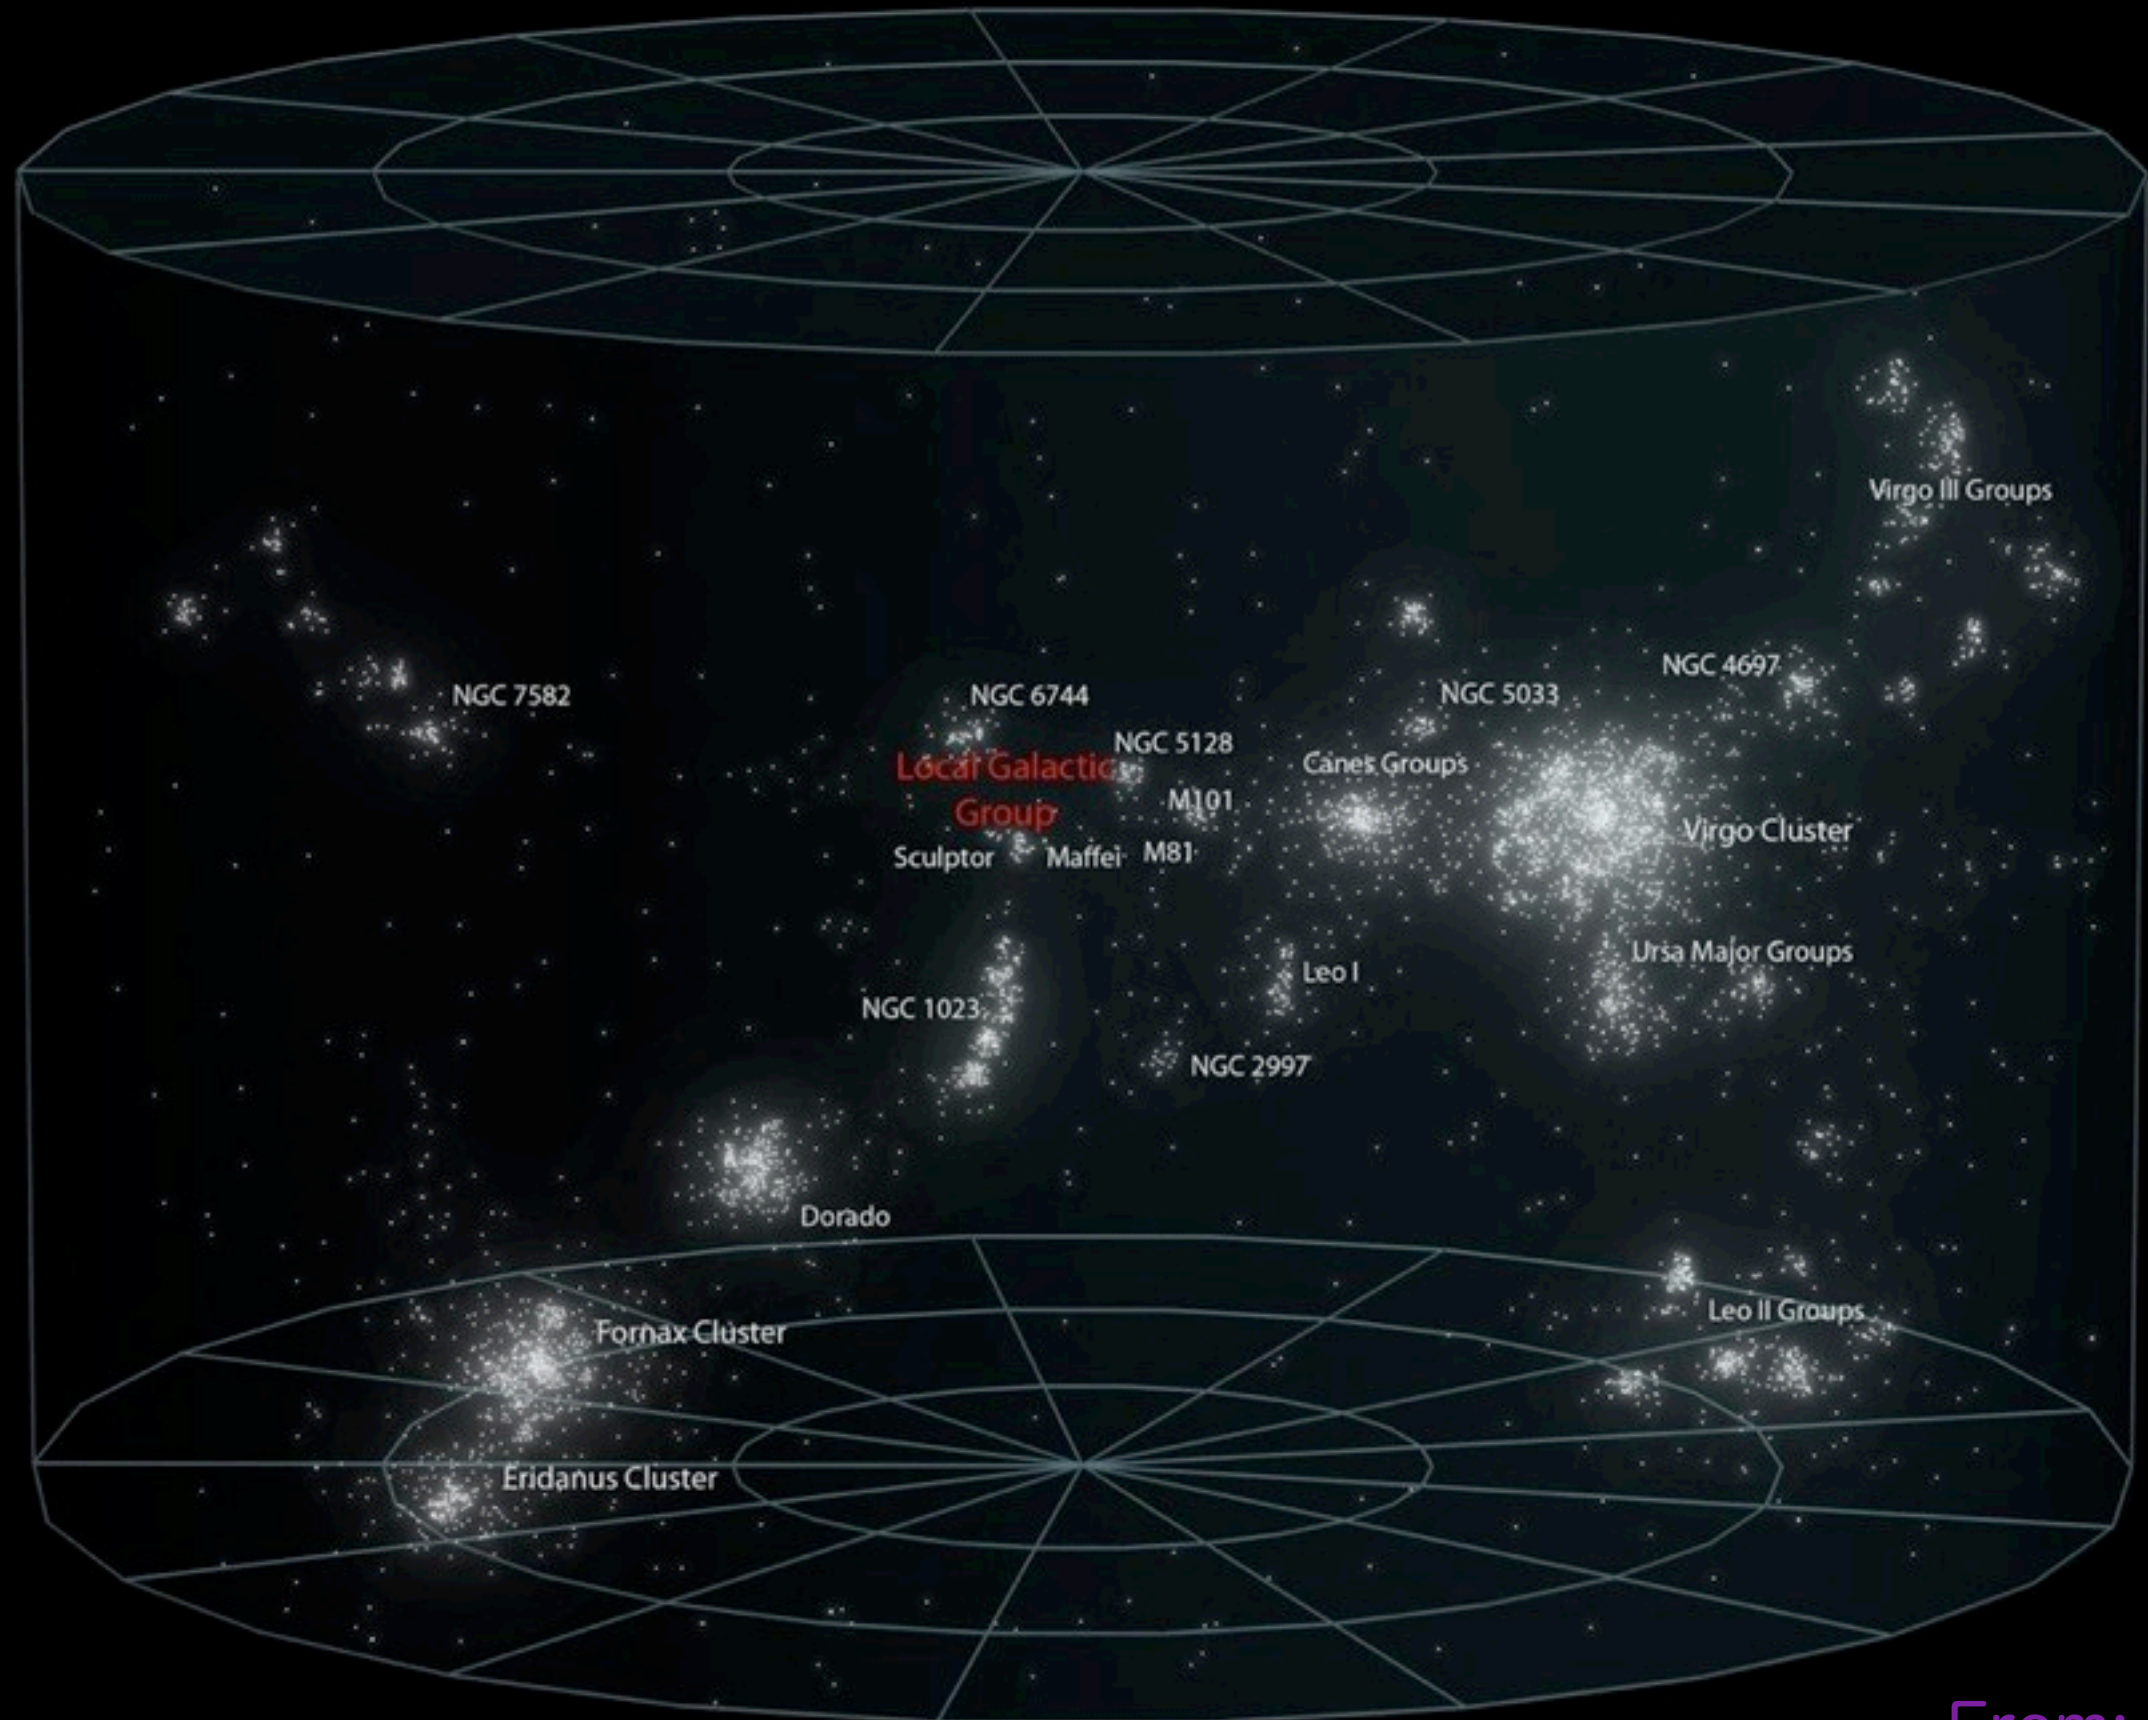 Virgo III Groups
NGC 4697
NGC 7582
NGC 6744
NGC 5033
NGC 5128
Canes Groups
Local Galactic
Group
M101
Virgo Cluster
Sculptor
Maffei
M81
Ursa Major Groups
Leo I
NGC 1023
NGC 2997
Dorado
Leo II Groups
Fornax Cluster
Eridanus Cluster
From: